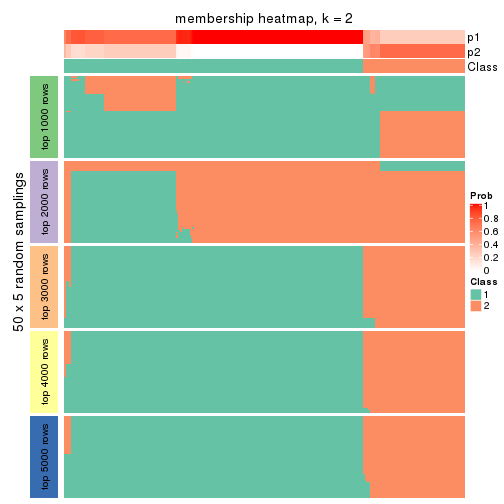 membership heatmap, k = 2
p1
p2
Class
50 x 5 random samplings
top 1000 rows
top 2000 rows
top 3000 rows
top 4000 rows
top 5000 rows
Prob
1
0.8
0.6
0.4
0.2
0
Class
1
2